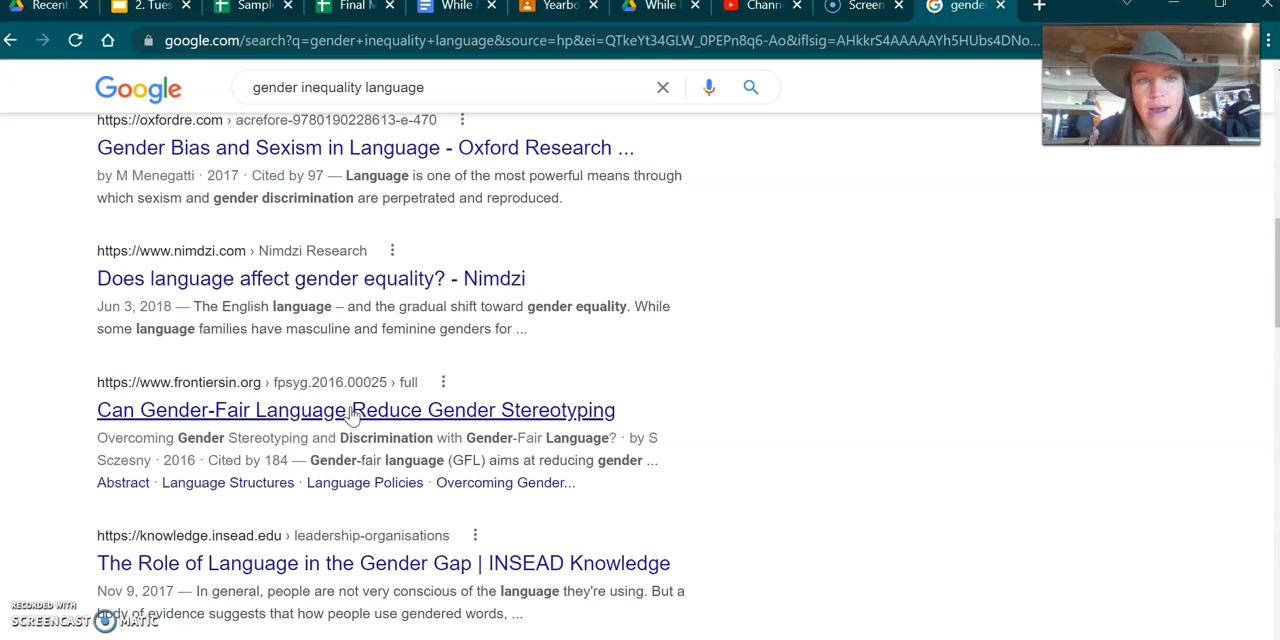 Recent
2. Tues
Sampl
Final M
While
Yearbo
While
Chann
Screen
gende
google.com/search?q=gender+inequality+language&source=hp&ei=QTkeYt34GLW_0PEPn8q6-Ao&iflsig=AHkkrS4AAAAAYh5HUbs4DNo...
Google
gender inequality language
https://oxfordre.com › acrefore-9780190228613-e-470
Gender Bias and Sexism in Language - Oxford Research ...
by M Menegatti · 2017 · Cited by 97 — Language is one of the most powerful means through
which sexism and gender discrimination are perpetrated and reproduced.
https://www.nimdzi.com › Nimdzi Research
Does language affect gender equality? - Nimdzi
Jun 3, 2018 — The English language – and the gradual shift toward gender equality. While
some language families have masculine and feminine genders for ...
https://www.frontiersin.org › fpsyg.2016.00025 › full
Can Gender-Fair Language Reduce Gender Stereotyping
Overcoming Gender Stereotyping and Discrimination with Gender-Fair Language? · by S
Sczesny · 2016 · Cited by 184 — Gender-fair language (GFL) aims at reducing gender ...
Abstract · Language Structures · Language Policies · Overcoming Gender...
https://knowledge.insead.edu › leadership-organisations
The Role of Language in the Gender Gap | INSEAD Knowledge
Nov 9, 2017 — In general, people are not very conscious of the language they're using. But a
body of evidence suggests that how people use gendered words, ...
RECORDED WITH
SCREENCAST MATIC